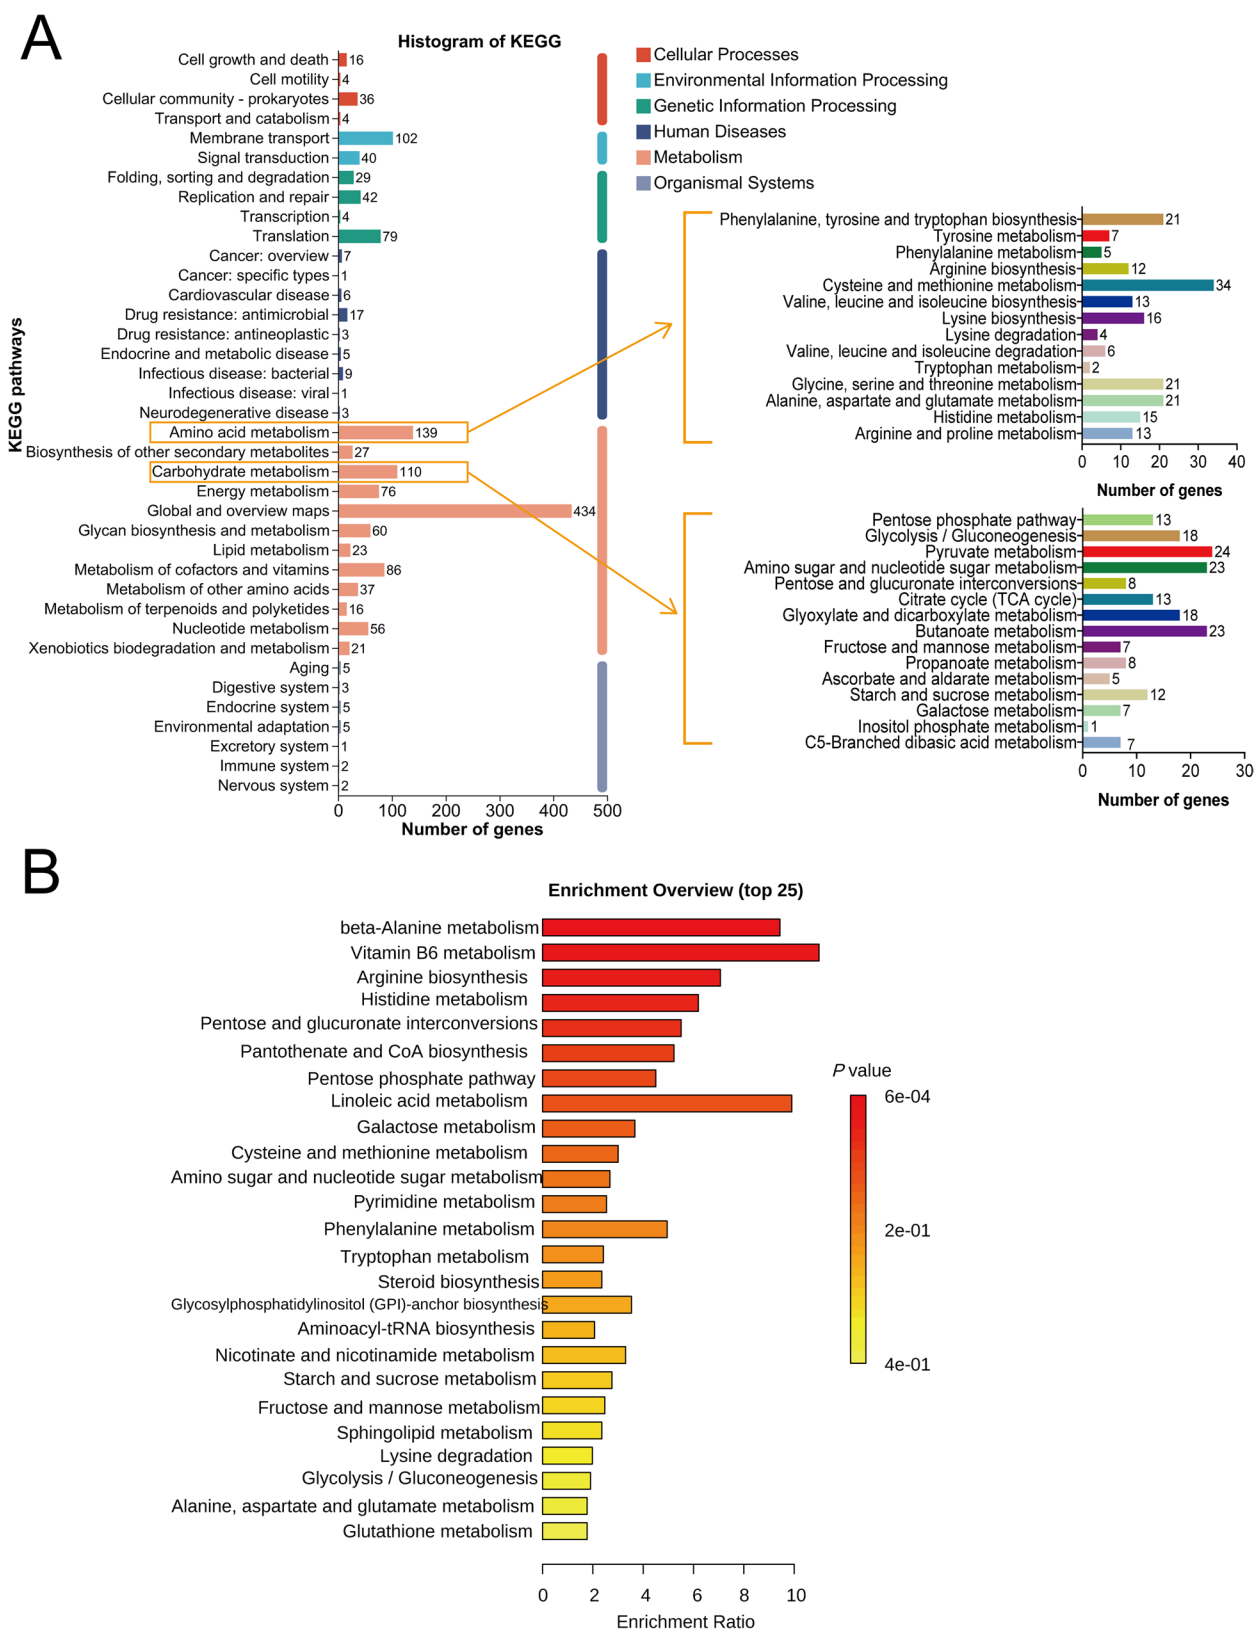 A
Histogram of KEGG
KEGG pathways
Cell growth and death 16
Cell motility 4
Cellular community - prokaryotes 36
Transport and catabolism 4
Membrane transport 102
Signal transduction 40
Folding, sorting and degradation 29
Replication and repair 42
Transcription 4
Translation 79
Cancer: overview 7
Cancer: specific types 1
Cardiovascular disease 6
Drug resistance: antimicrobial 17
Drug resistance: antineoplastic 3
Endocrine and metabolic disease 5
Infectious disease: bacterial 9
Infectious disease: viral 1
Neurodegenerative disease 3
Amino acid metabolism 139
Biosynthesis of other secondary metabolites 27
Carbohydrate metabolism 110
Energy metabolism 76
Global and overview maps 434
Glycan biosynthesis and metabolism 60
Lipid metabolism 23
Metabolism of cofactors and vitamins 86
Metabolism of other amino acids 37
Metabolism of terpenoids and polyketides 16
Nucleotide metabolism 56
Xenobiotics biodegradation and metabolism 21
Aging 5
Digestive system 3
Endocrine system 5
Environmental adaptation 5
Excretory system 1
Immune system 2
Nervous system 2
0 100 200 300 400 500
Number of genes
Cellular Processes
Environmental Information Processing
Genetic Information Processing
Human Diseases
Metabolism
Organismal Systems
Phenylalanine, tyrosine and tryptophan biosynthesis 21
Tyrosine metabolism 7
Phenylalanine metabolism 5
Arginine biosynthesis 12
Cysteine and methionine metabolism 34
Valine, leucine and isoleucine biosynthesis 13
Lysine biosynthesis 16
Lysine degradation 4
Valine, leucine and isoleucine degradation 6
Tryptophan metabolism 2
Glycine, serine and threonine metabolism 21
Alanine, aspartate and glutamate metabolism 21
Histidine metabolism 15
Arginine and proline metabolism 13
0 10 20 30 40
Number of genes
Pentose phosphate pathway 13
Glycolysis / Gluconeogenesis 18
Pyruvate metabolism 24
Amino sugar and nucleotide sugar metabolism 23
Pentose and glucuronate interconversions 8
Citrate cycle (TCA cycle) 13
Glyoxylate and dicarboxylate metabolism 18
Butanoate metabolism 23
Fructose and mannose metabolism 7
Propanoate metabolism 8
Ascorbate and aldarate metabolism 5
Starch and sucrose metabolism 12
Galactose metabolism 7
Inositol phosphate metabolism 1
C5-Branched dibasic acid metabolism 7
0 10 20 30
Number of genes
B
Enrichment Overview (top 25)
beta-Alanine metabolism
Vitamin B6 metabolism
Arginine biosynthesis
Histidine metabolism
Pentose and glucuronate interconversions
Pantothenate and CoA biosynthesis
Pentose phosphate pathway
Linoleic acid metabolism
Galactose metabolism
Cysteine and methionine metabolism
Amino sugar and nucleotide sugar metabolism
Pyrimidine metabolism
Phenylalanine metabolism
Tryptophan metabolism
Steroid biosynthesis
Glycosylphosphatidylinositol (GPI)-anchor biosynthesis
Aminoacyl-tRNA biosynthesis
Nicotinate and nicotinamide metabolism
Starch and sucrose metabolism
Fructose and mannose metabolism
Sphingolipid metabolism
Lysine degradation
Glycolysis / Gluconeogenesis
Alanine, aspartate and glutamate metabolism
Glutathione metabolism
0 2 4 6 8 10
Enrichment Ratio
P value
6e-04
2e-01
4e-01